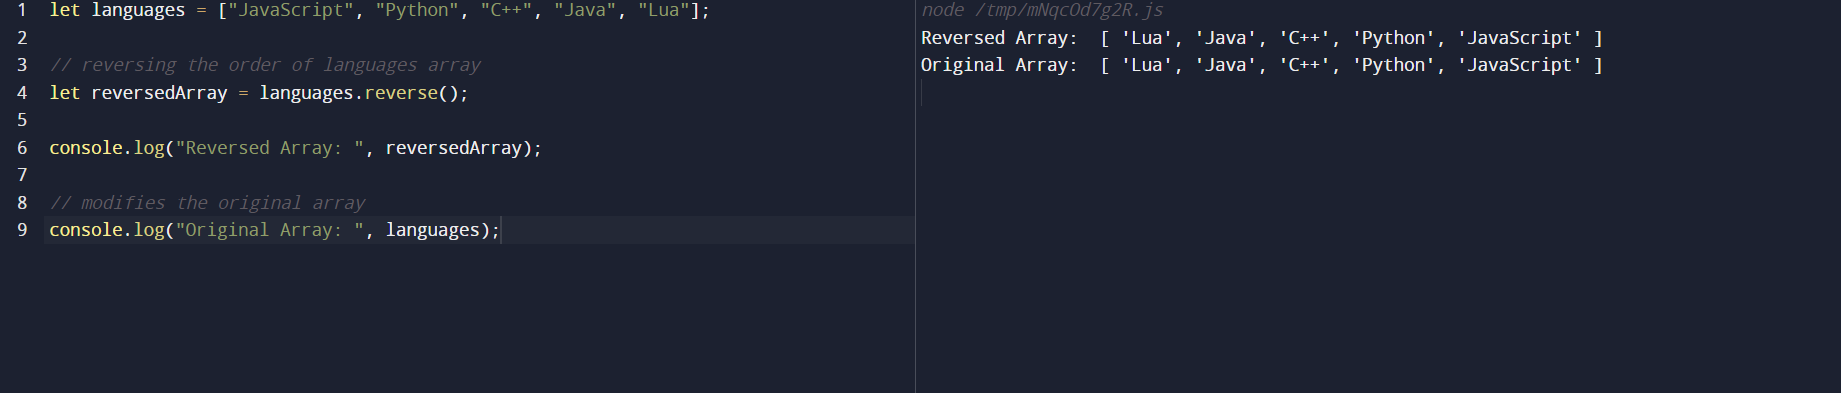 1 let languages = ["JavaScript", "Python", "C++", "Java", "Lua"];
2
3 // reversing the order of languages array
4 let reversedArray = languages.reverse();
5
6 console.log("Reversed Array: ", reversedArray);
7
8 // modifies the original array
9 console.log("Original Array: ", languages);
node /tmp/mNqcOd7g2R.js
Reversed Array:  [ 'Lua', 'Java', 'C++', 'Python', 'JavaScript' ]
Original Array:  [ 'Lua', 'Java', 'C++', 'Python', 'JavaScript' ]